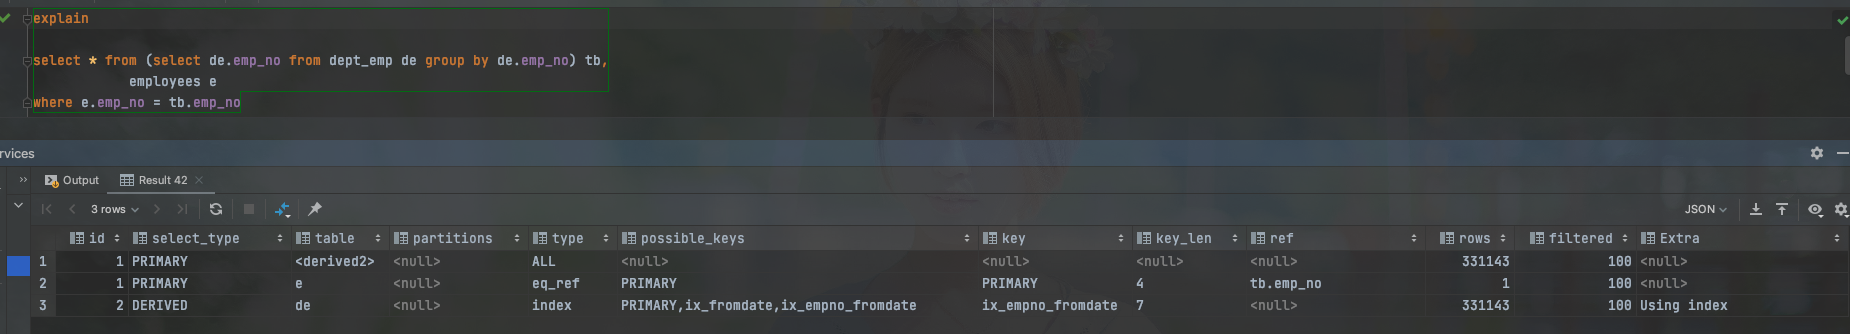 explain
select * from (select de.emp_no from dept_emp de group by de.emp_no) tb,
employees e
where e.emp_no = tb.emp_no
rvices
Output Result 42
3 rows JSON
id select_type table partitions type possible_keys key key_len ref rows filtered Extra
1 1 PRIMARY <derived2> <null> ALL <null> <null> <null> <null> 331143 100 <null>
2 1 PRIMARY e <null> eq_ref PRIMARY PRIMARY 4 tb.emp_no 1 100 <null>
3 2 DERIVED de <null> index PRIMARY,ix_fromdate,ix_empno_fromdate ix_empno_fromdate 7 <null> 331143 100 Using index